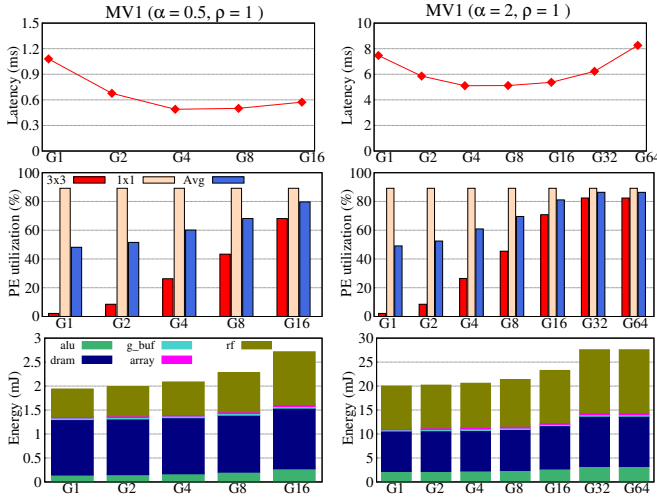 MV1 (α = 0.5, ρ = 1 )
Latency (ms)
1.5
1.2
0.9
0.6
0.3
0
G1 G2 G4 G8 G16
MV1 (α = 2, ρ = 1 )
Latency (ms)
10
8
6
4
2
0
G1 G2 G4 G8 G16 G32 G64
PE utilization (%)
100
80
60
40
20
0
3x3 1x1 Avg
G1 G2 G4 G8 G16
PE utilization (%)
100
80
60
40
20
0
G1 G2 G4 G8 G16 G32 G64
Energy (mJ)
3
2.5
2
1.5
1
0.5
0
alu g_buf rf
dram array
G1 G2 G4 G8 G16
Energy (mJ)
30
25
20
15
10
5
0
G1 G2 G4 G8 G16 G32 G64